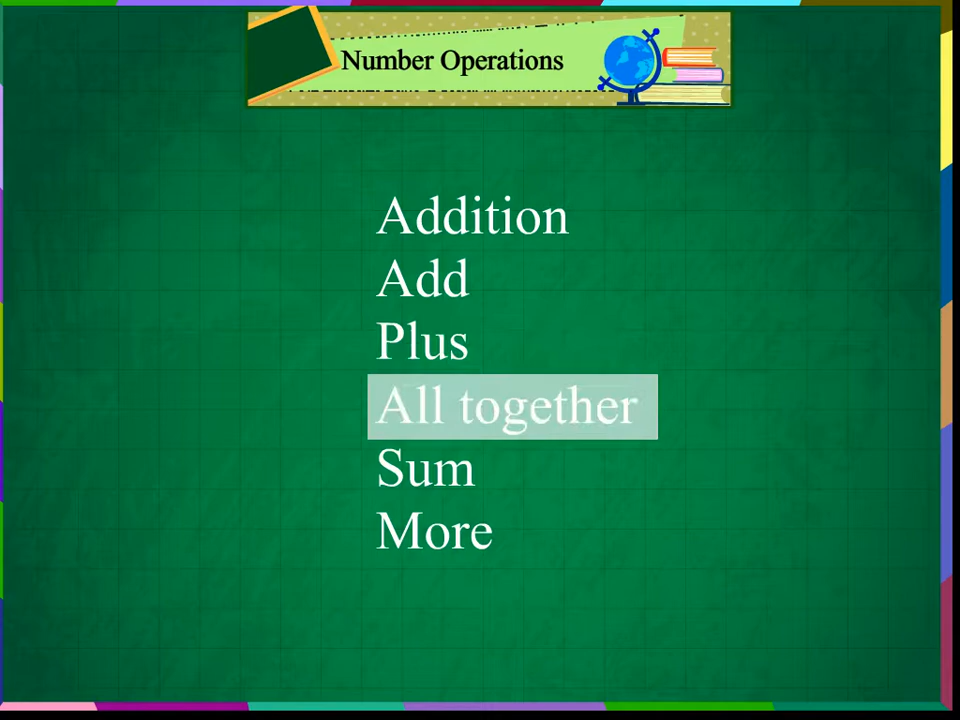 Number Operations
Addition
Add
Plus
All together
Sum
More